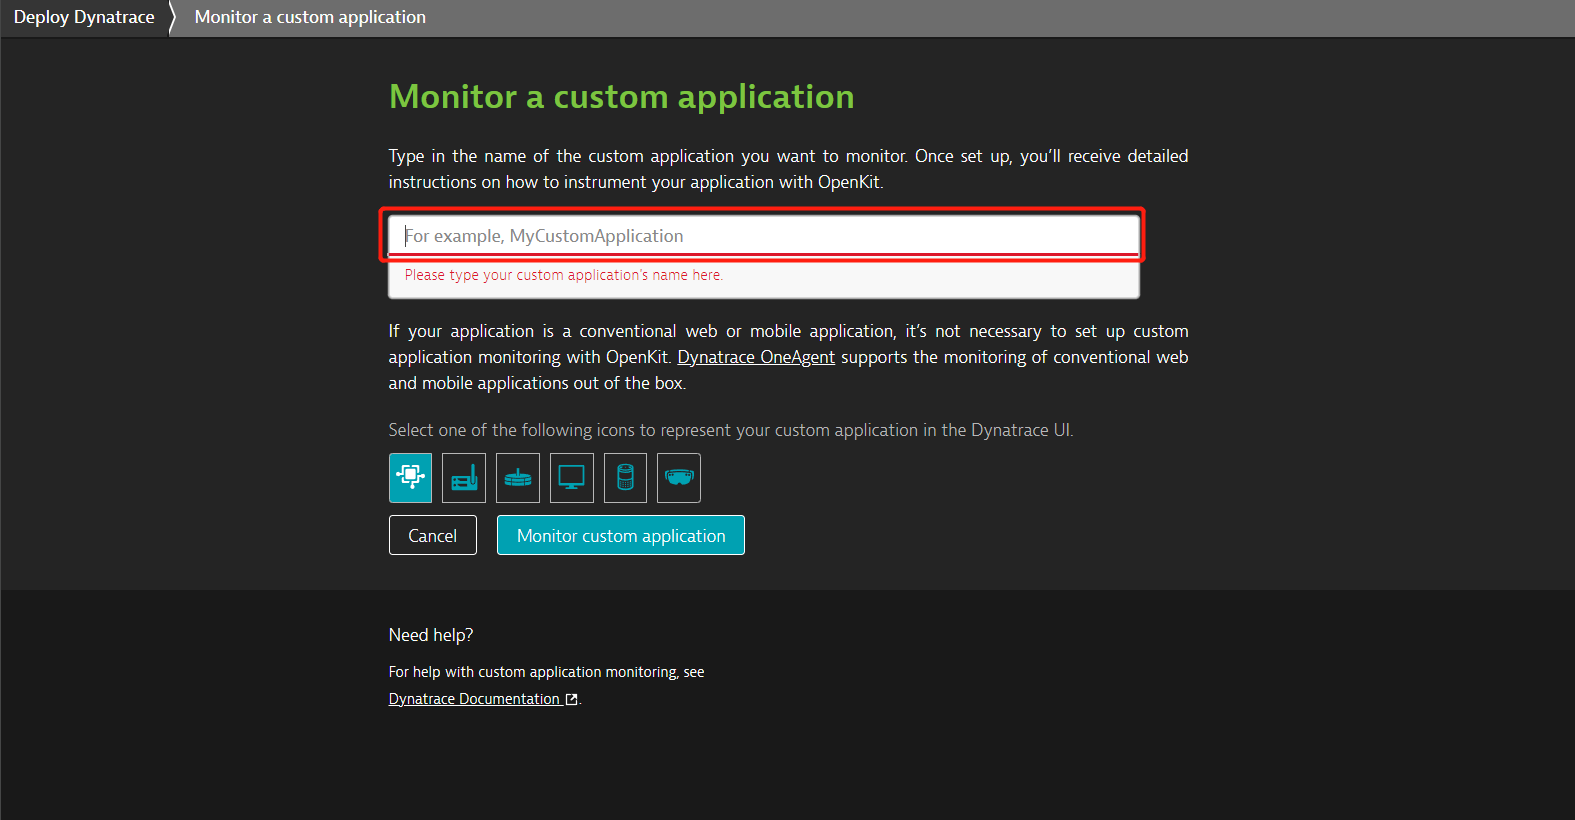 Deploy Dynatrace
Monitor a custom application
Monitor a custom application
Type in the name of the custom application you want to monitor. Once set up, you’ll receive detailed
instructions on how to instrument your application with OpenKit.
For example, MyCustomApplication
Please type your custom application's name here.
If your application is a conventional web or mobile application, it’s not necessary to set up custom
application monitoring with OpenKit. Dynatrace OneAgent supports the monitoring of conventional web
and mobile applications out of the box.
Select one of the following icons to represent your custom application in the Dynatrace UI.
Cancel
Monitor custom application
Need help?
For help with custom application monitoring, see
Dynatrace Documentation .